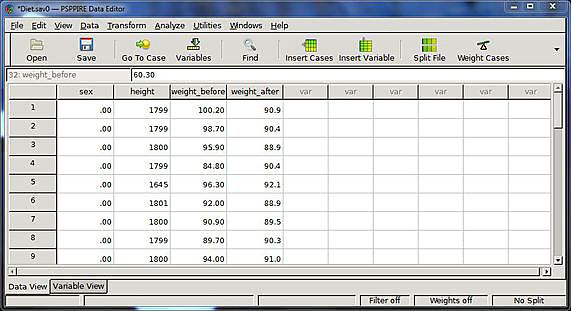 *Diet.sav0 — PSPPIRE Data Editor
File Edit View Data Transform Analyze Utilities Windows Help
Open Save Go To Case Variables Find Insert Cases Insert Variable Split File Weight Cases
32: weight_before 60.30
sex height weight_before weight_after var var var var var var
1 .00 1799 100.20 90.9
2 .00 1799 98.70 90.4
3 .00 1800 95.90 88.9
4 .00 1799 84.80 90.4
5 .00 1645 96.30 92.1
6 .00 1801 92.00 88.9
7 .00 1800 90.90 89.5
8 .00 1799 89.70 90.3
9 .00 1800 94.00 91.0
Data View Variable View
Filter off Weights off No Split